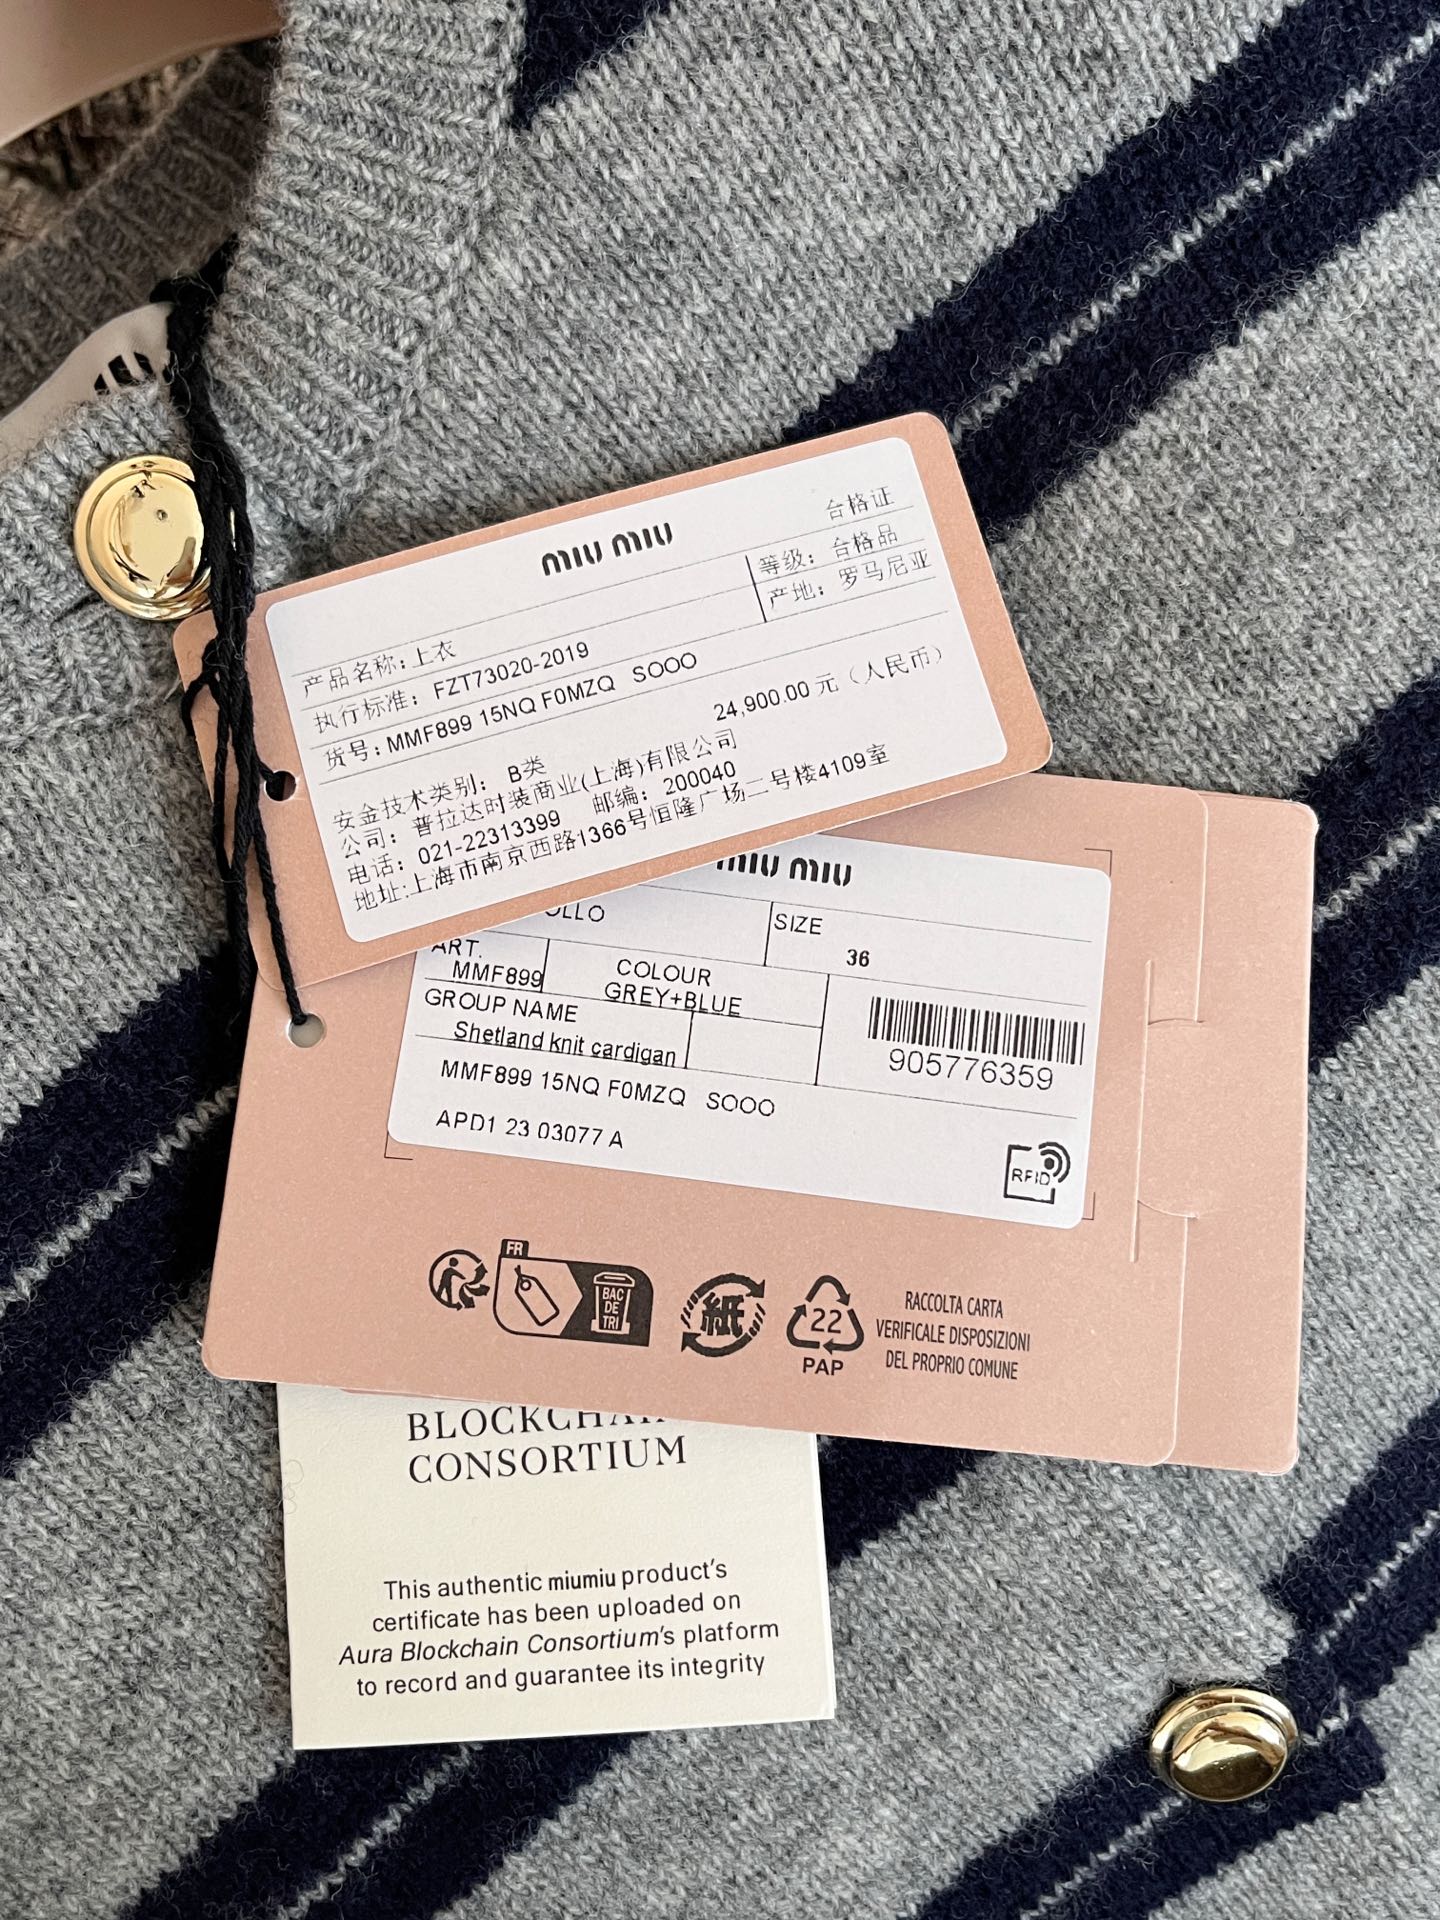 MIU MIU
合格证
等级: 合格品
产地: 罗马尼亚
产品名称: 上衣
执行标准: FZT73020-2019
货号: MMF899 15NQ F0MZQ SOOO
24,900.00 元 (人民币)
安金技术类别: B类
公司: 普拉达时装商业(上海)有限公司
电话: 021-22313399 邮编: 200040
地址:上海市南京西路1366号恒隆广场二号楼4109室
MIU MIU
SIZE
36
ART.
MMF899
COLOUR
GREY+BLUE
GROUP NAME
Shetland knit cardigan
905776359
MMF899 15NQ F0MZQ SOOO
APD1 23 03077 A
RFID
FR
BAC
DE
TRI
紙
22
PAP
RACCOLTA CARTA
VERIFICALE DISPOSIZIONI
DEL PROPRIO COMUNE
BLOCKCHAIN
CONSORTIUM
This authentic miumiu product's
certificate has been uploaded on
Aura Blockchain Consortium's platform
to record and guarantee its integrity